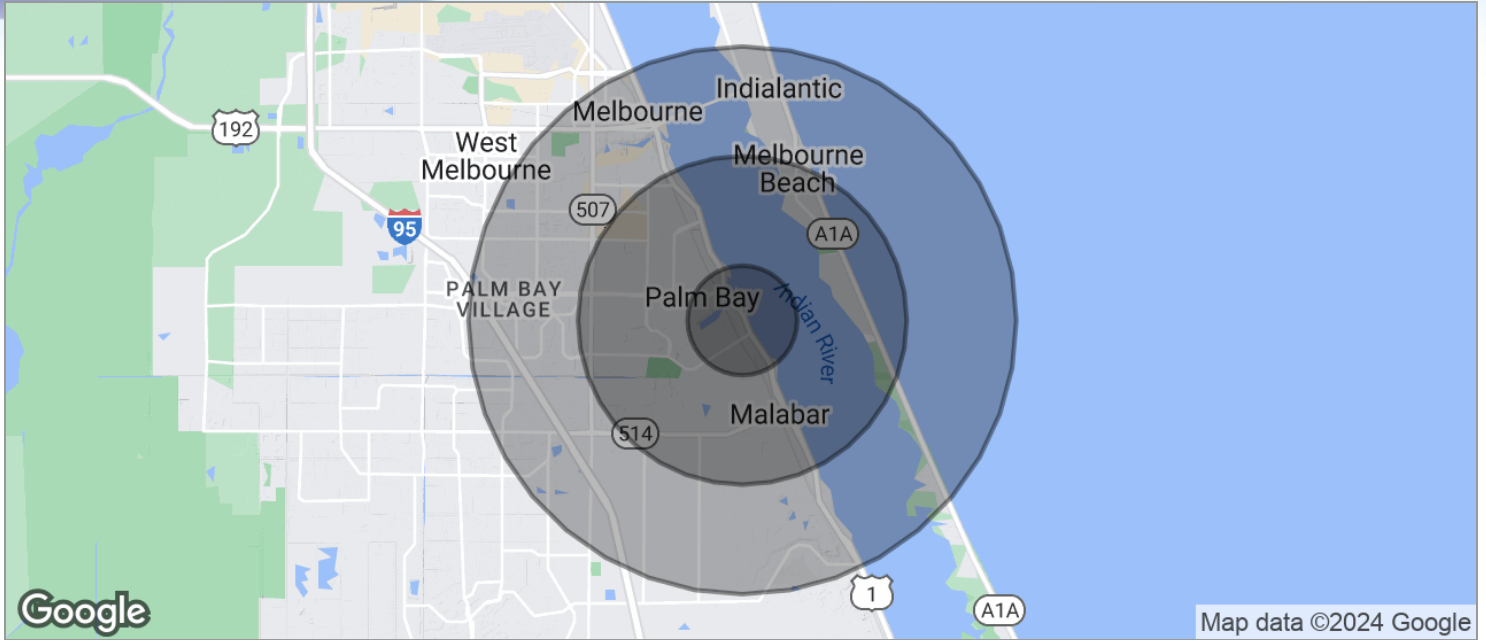 Indialantic
Melbourne
192
West
Melbourne
Melbourne
Beach
507
95
A1A
PALM BAY
VILLAGE
Palm Bay
Indian River
Malabar
514
1
A1A
Google
Map data ©2024 Google